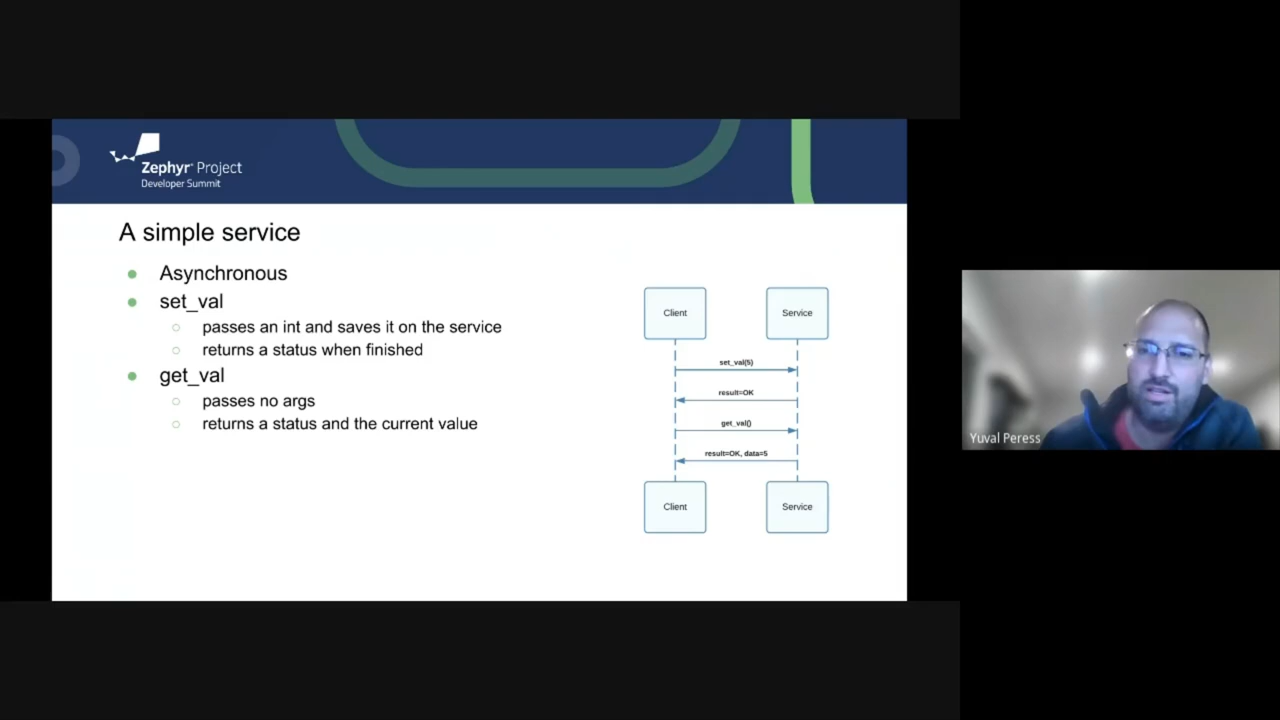 Zephyr® Project
Developer Summit
A simple service
Asynchronous
set_val
passes an int and saves it on the service
returns a status when finished
get_val
passes no args
returns a status and the current value
Client
Service
set_val(5)
result=OK
get_val()
result=OK, data=5
Client
Service
Yuval Peress